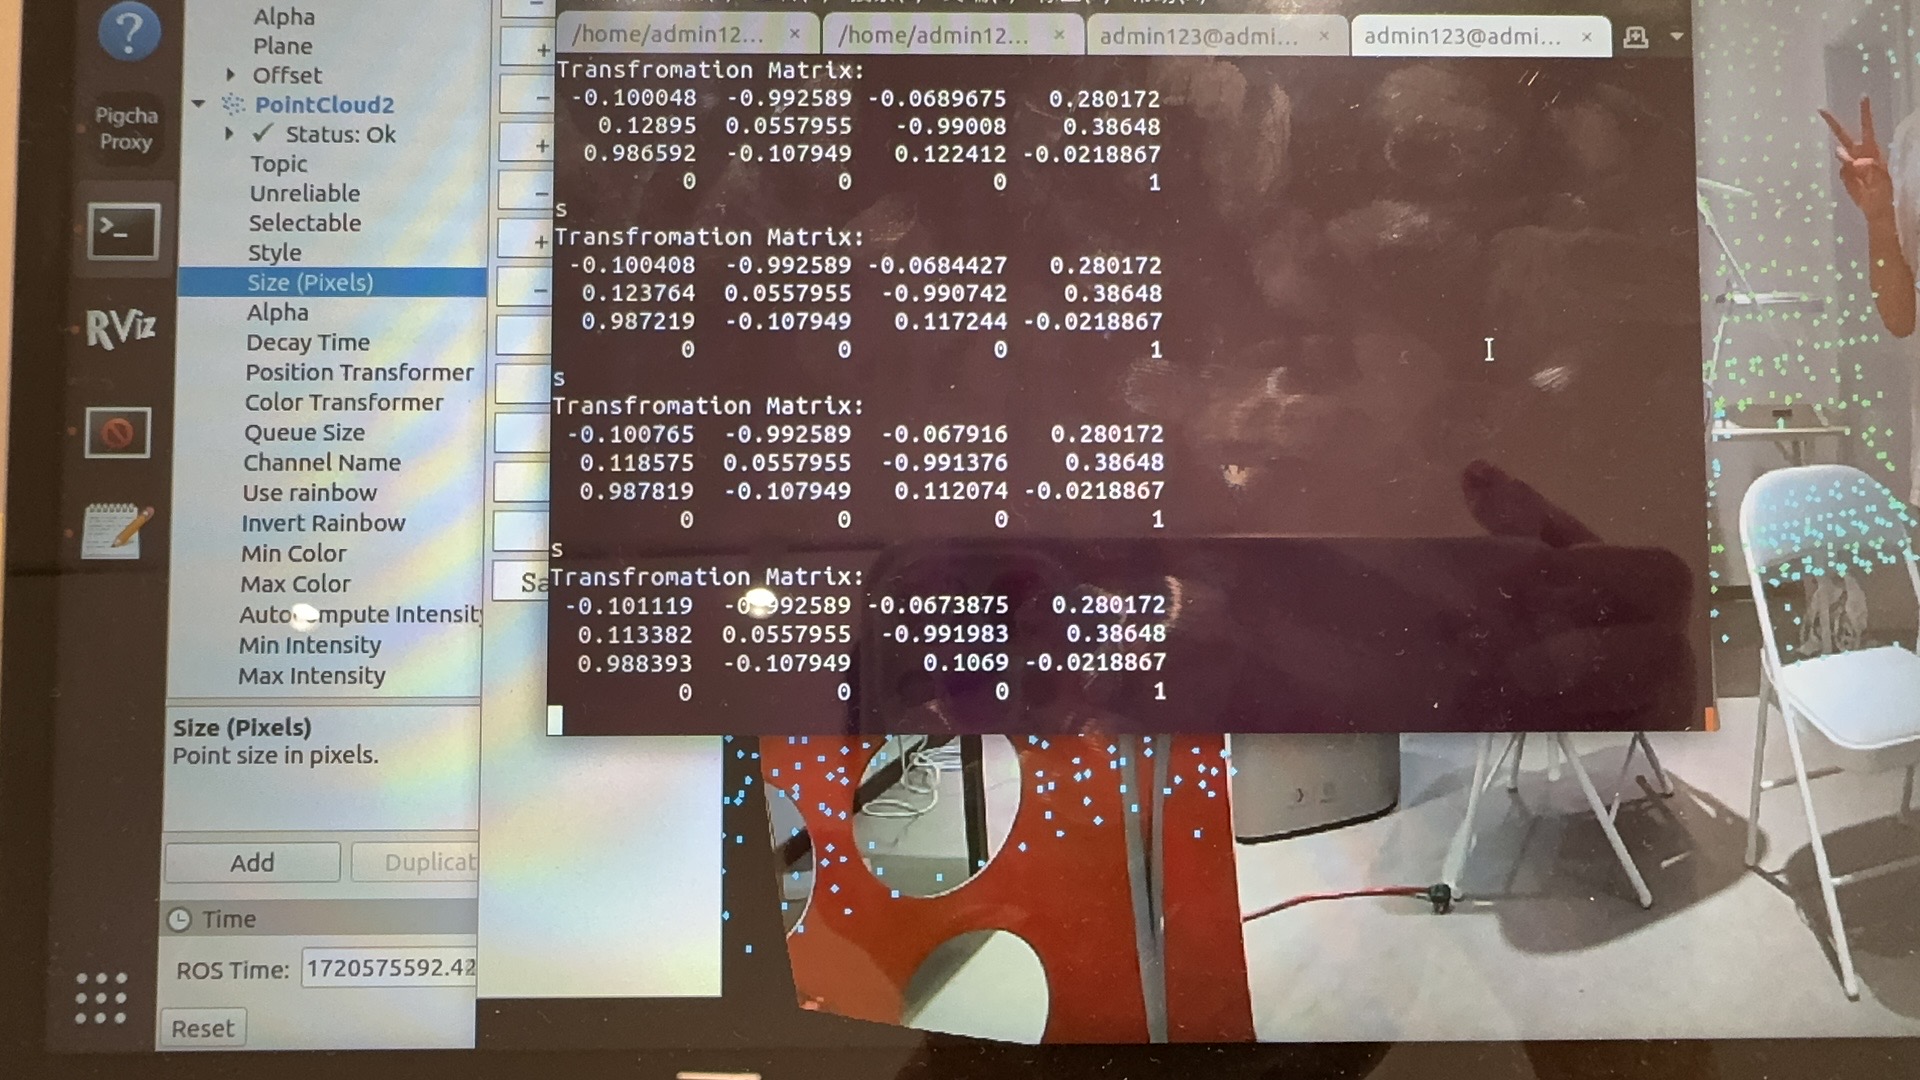 /home/admin12... × /home/admin12... × admin123@admi... × admin123@admi... ×
Pigcha
Proxy
RViz
Alpha
Plane
Offset
PointCloud2
Status: Ok
Topic
Unreliable
Selectable
Style
Size (Pixels)
Alpha
Decay Time
Position Transformer
Color Transformer
Queue Size
Channel Name
Use rainbow
Invert Rainbow
Min Color
Max Color
Min Intensity
Max Intensity
Size (Pixels)
Point size in pixels.
Add Duplicat
Time
ROS Time: 1720575592.42
Reset
+
−
+
−
+
−
Sa
Transfromation Matrix:
-0.100048 -0.992589 -0.0689675 0.280172
0.12895 0.0557955 -0.99008 0.38648
0.986592 -0.107949 0.122412 -0.0218867
0 0 0 1
s
Transfromation Matrix:
-0.100408 -0.992589 -0.0684427 0.280172
0.123764 0.0557955 -0.990742 0.38648
0.987219 -0.107949 0.117244 -0.0218867
0 0 0 1
s
Transfromation Matrix:
-0.100765 -0.992589 -0.067916 0.280172
0.118575 0.0557955 -0.991376 0.38648
0.987819 -0.107949 0.112074 -0.0218867
0 0 0 1
s
Transfromation Matrix:
-0.101119 -0.992589 -0.0673875 0.280172
0.113382 0.0557955 -0.991983 0.38648
0.988393 -0.107949 0.1069 -0.0218867
0 0 0 1